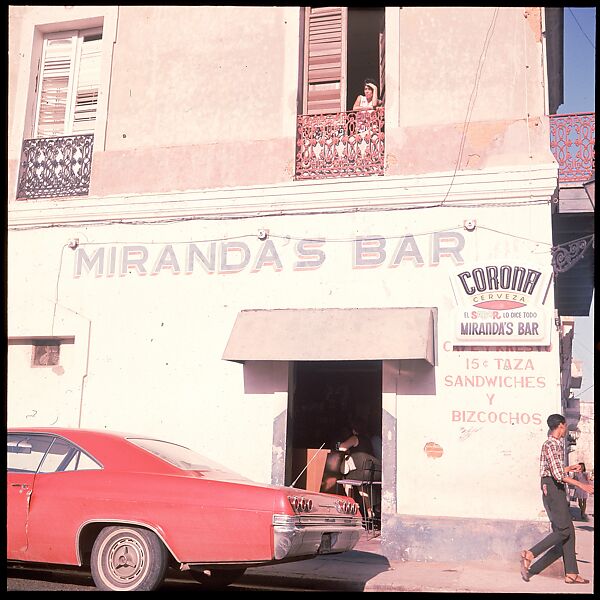 MIRANDA'S BAR
CORONA
CERVEZA
EL SABOR LO DICE TODO
MIRANDA'S BAR
15¢ TAZA
SANDWICHES
Y
BIZCOCHOS